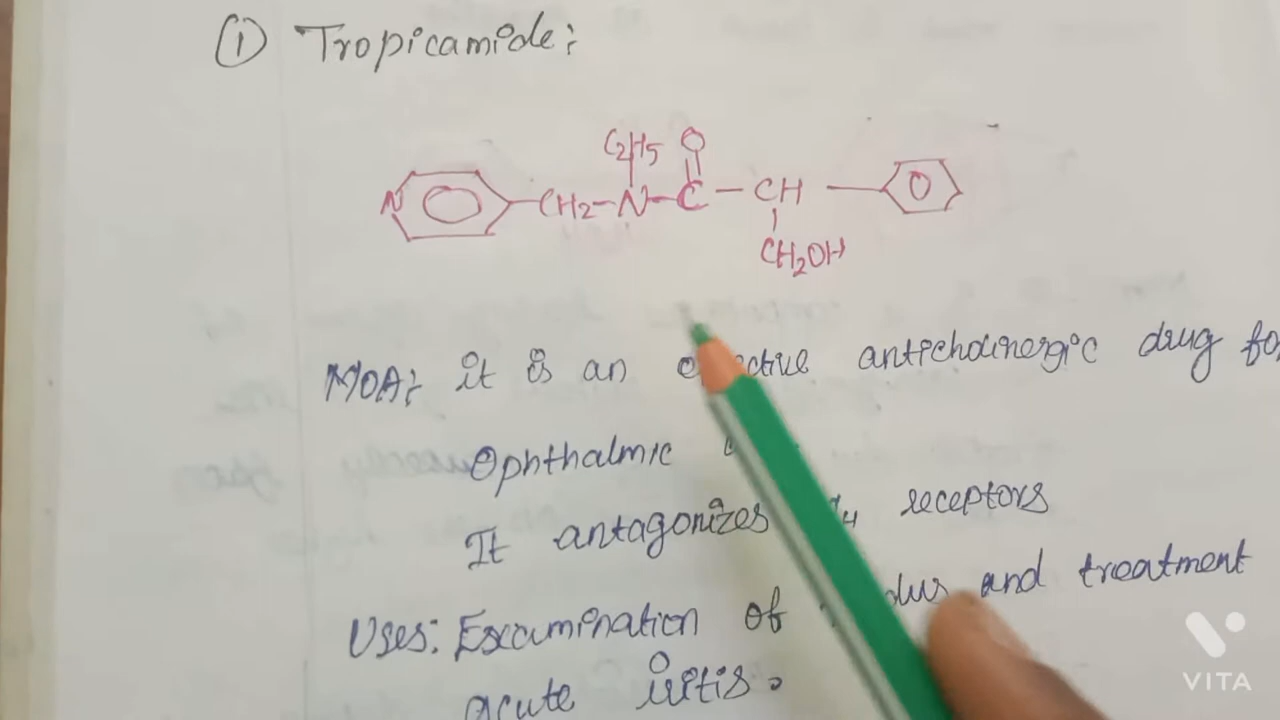 ① Tropicamide:
C2H5 O
N CH2-N-C-CH
CH2OH
MOA: it is an anticholinergic drug
Ophthalmic
It antagonizes receptors
Uses: Examination of and treatment
acute iritis.
VITA